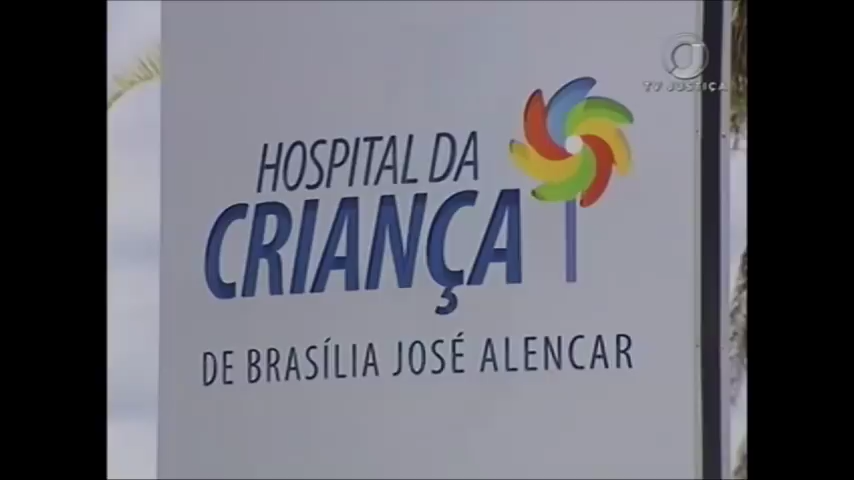 TV JUSTIÇA
HOSPITAL DA
CRIANÇA
DE BRASÍLIA JOSÉ ALENCAR